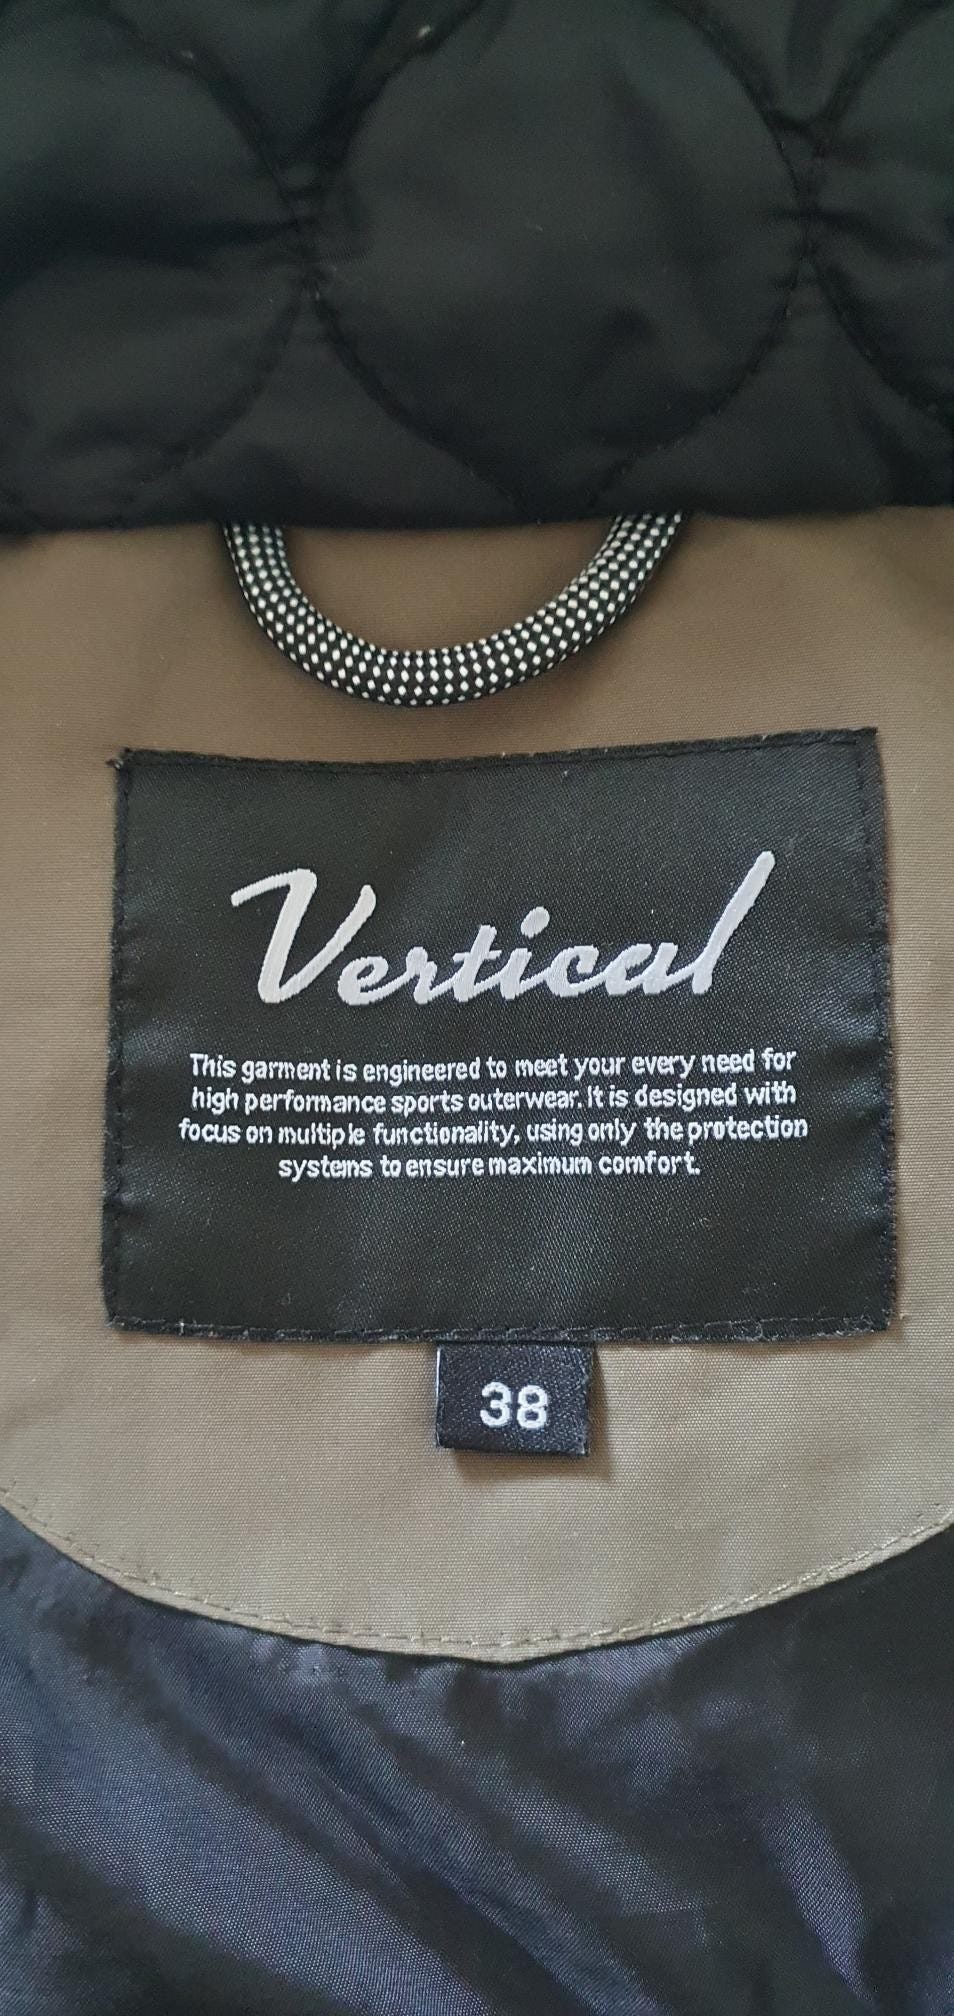 Vertical
This garment is engineered to meet your every need for
high performance sports outerwear. It is designed with
focus on multiple functionality, using only the protection
systems to ensure maximum comfort.
38